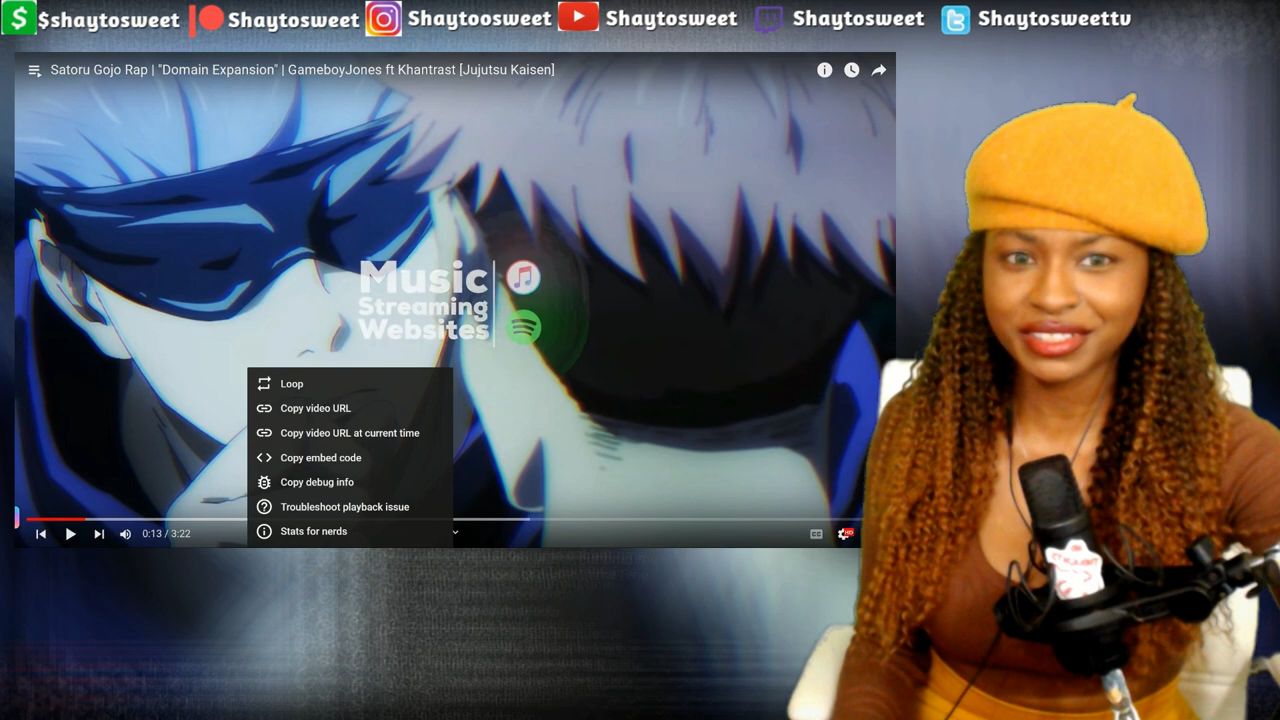 $shaytosweet Shaytosweet Shaytoosweet Shaytosweet Shaytosweet Shaytosweettv
Satoru Gojo Rap | "Domain Expansion" | GameboyJones ft Khantrast [Jujutsu Kaisen]
Music
Streaming
Websites
Loop
Copy video URL
Copy video URL at current time
Copy embed code
Copy debug info
Troubleshoot playback issue
Stats for nerds
0:13 / 3:22
CC
HD